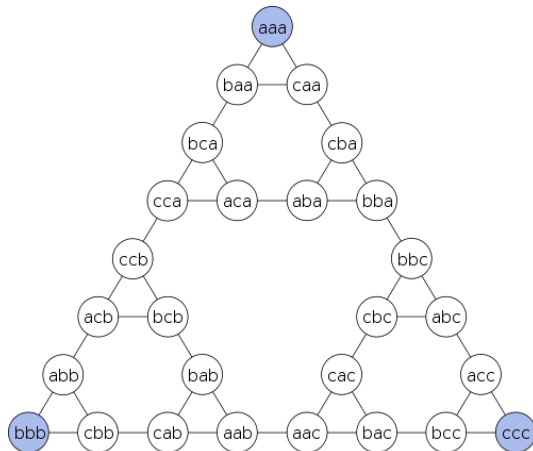 aaa
baa caa
bca cba
cca aca aba bba
ccb bbc
acb bcb cbc abc
abb bab cac acc
bbb cbb cab aab aac bac bcc ccc